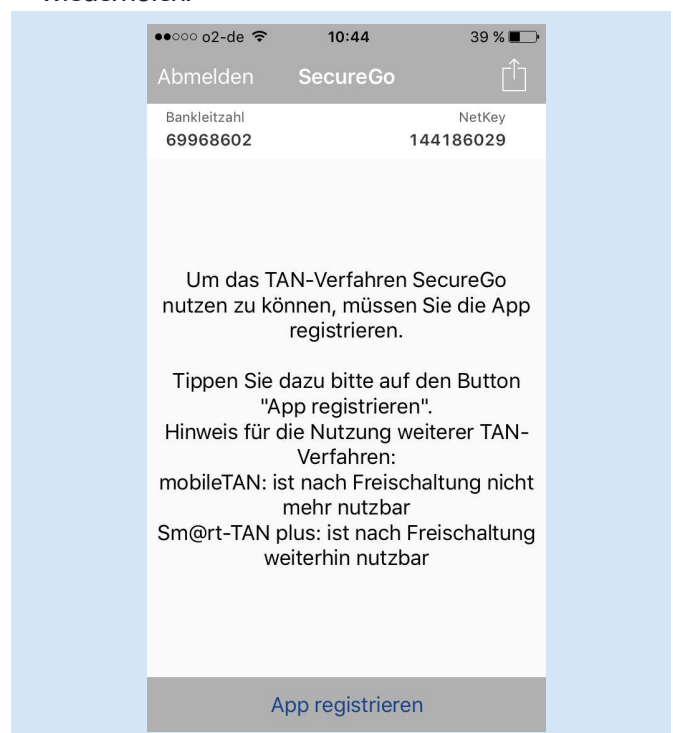 wiederholen.
o2-de 10:44 39 %
Abmelden SecureGo
Bankleitzahl NetKey
69968602 144186029
Um das TAN-Verfahren SecureGo
nutzen zu können, müssen Sie die App
registrieren.
Tippen Sie dazu bitte auf den Button
"App registrieren".
Hinweis für die Nutzung weiterer TAN-
Verfahren:
mobileTAN: ist nach Freischaltung nicht
mehr nutzbar
Sm@rt-TAN plus: ist nach Freischaltung
weiterhin nutzbar
App registrieren